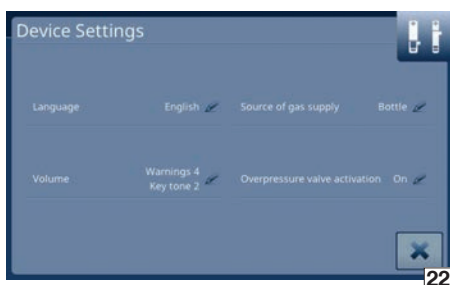 Device Settings
Language English Source of gas supply Bottle
Volume Warnings 4
Key tone 2 Overpressure valve activation On
22